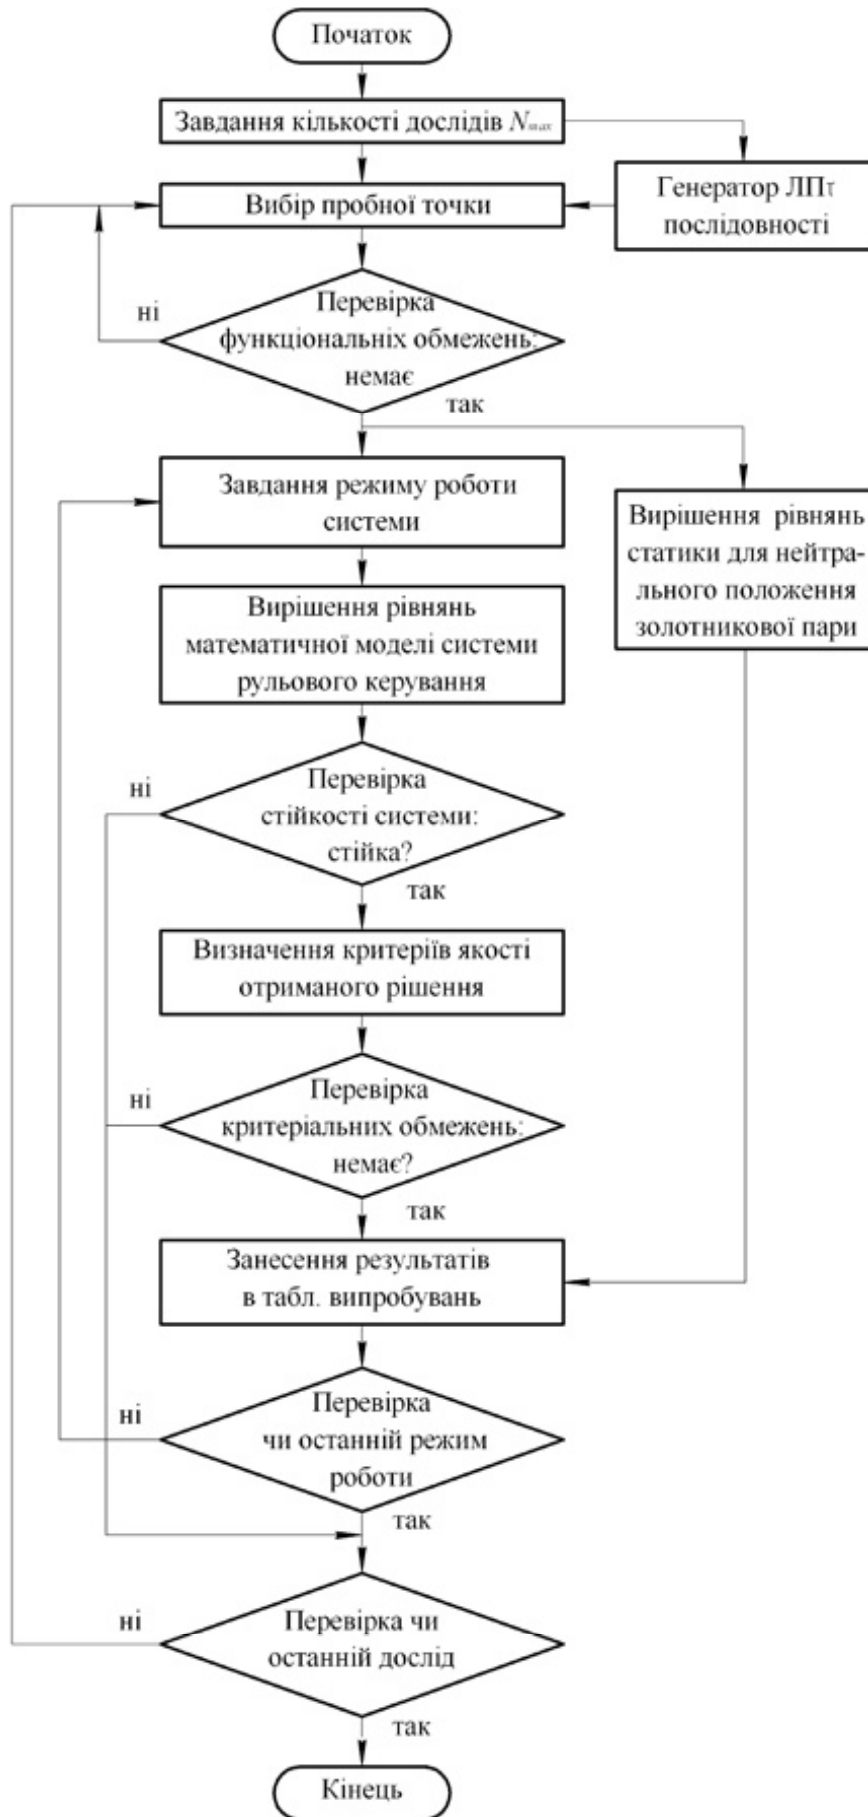 Початок
Завдання кількості дослідів Nmax
Генератор ЛПτ
послідовності
Вибір пробної точки
ні
Перевірка
функціональніх обмежень:
немає
так
Завдання режиму роботи
системи
Вирішення рівнянь
статики для нейтра-
льного положення
золотникової пари
Вирішення рівнянь
математичної моделі системи
рульового керування
ні
Перевірка
стійкості системи:
стійка?
так
Визначення критеріїв якості
отриманого рішення
ні
Перевірка
критеріальних обмежень:
немає?
так
Занесення результатів
в табл. випробувань
ні
Перевірка
чи останній режим
роботи
так
ні
Перевірка чи
останній дослід
так
Кінець